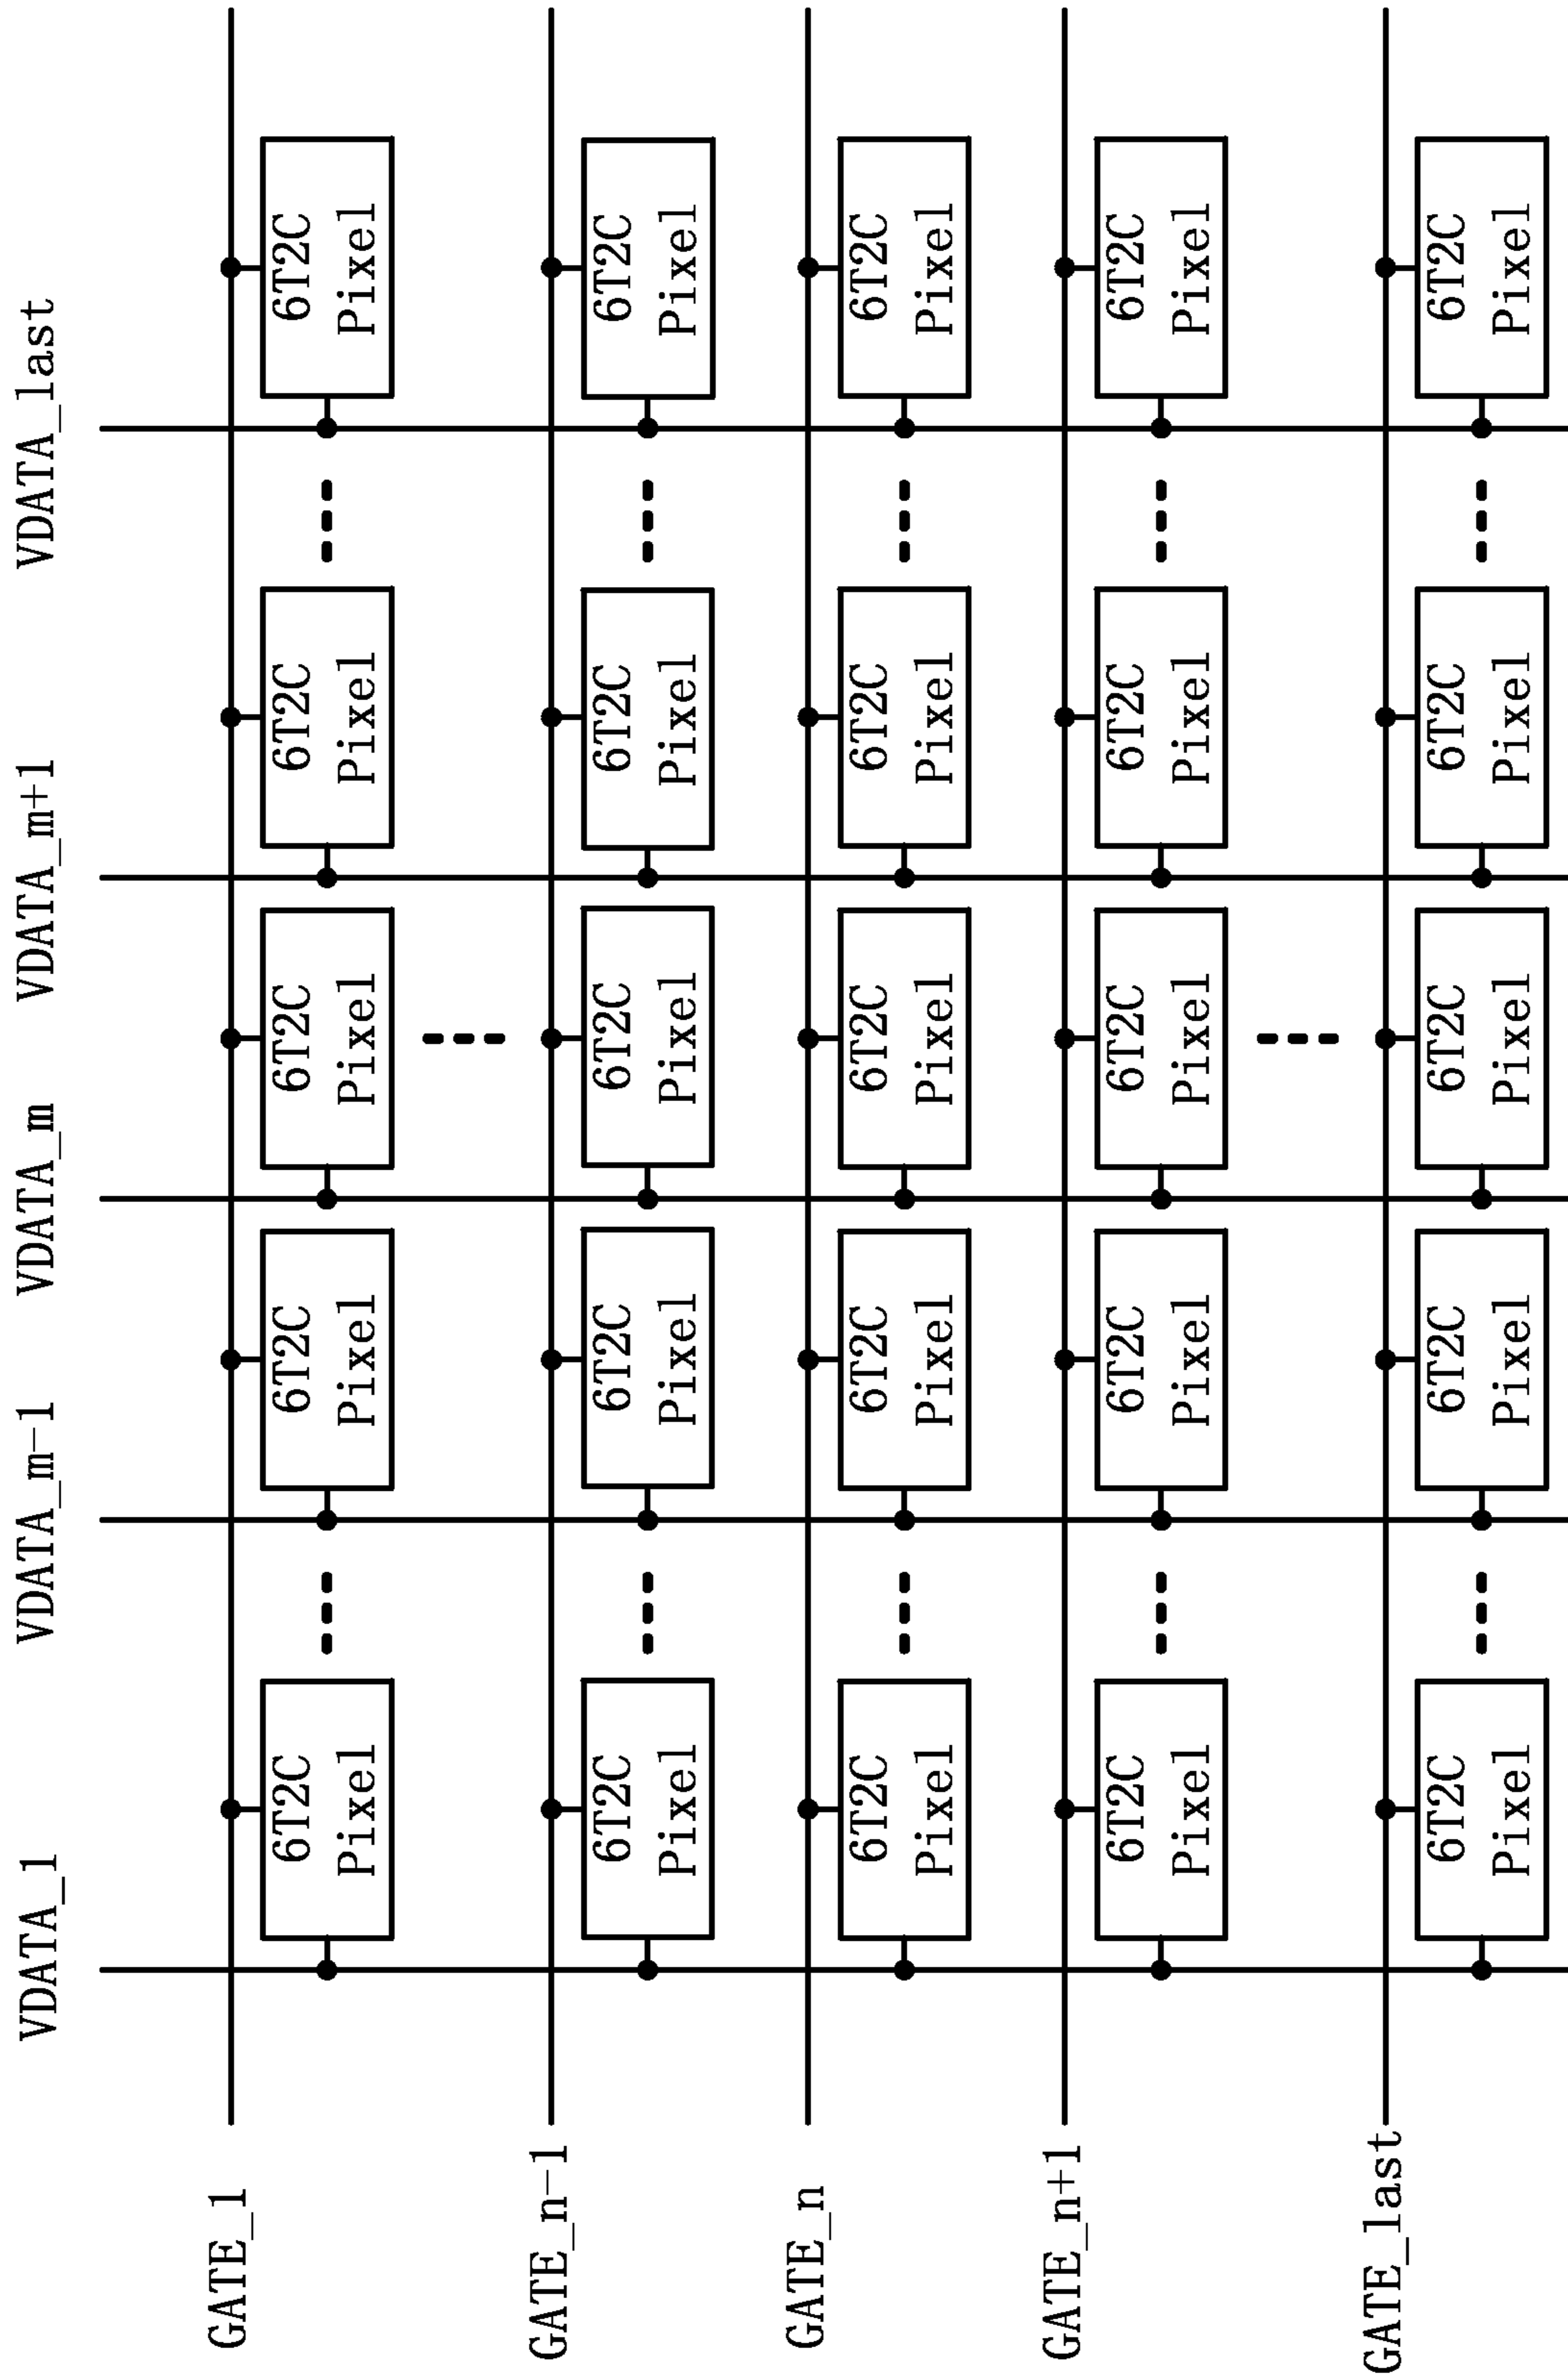 VDATA_1
VDATA_m-1
VDATA_m
VDATA_m+1
VDATA_last
GATE_1
6T2C
Pixel
6T2C
Pixel
6T2C
Pixel
6T2C
Pixel
6T2C
Pixel
GATE_n-1
6T2C
Pixel
6T2C
Pixel
6T2C
Pixel
6T2C
Pixel
6T2C
Pixel
GATE_n
6T2C
Pixel
6T2C
Pixel
6T2C
Pixel
6T2C
Pixel
6T2C
Pixel
GATE_n+1
6T2C
Pixel
6T2C
Pixel
6T2C
Pixel
6T2C
Pixel
6T2C
Pixel
GATE_last
6T2C
Pixel
6T2C
Pixel
6T2C
Pixel
6T2C
Pixel
6T2C
Pixel